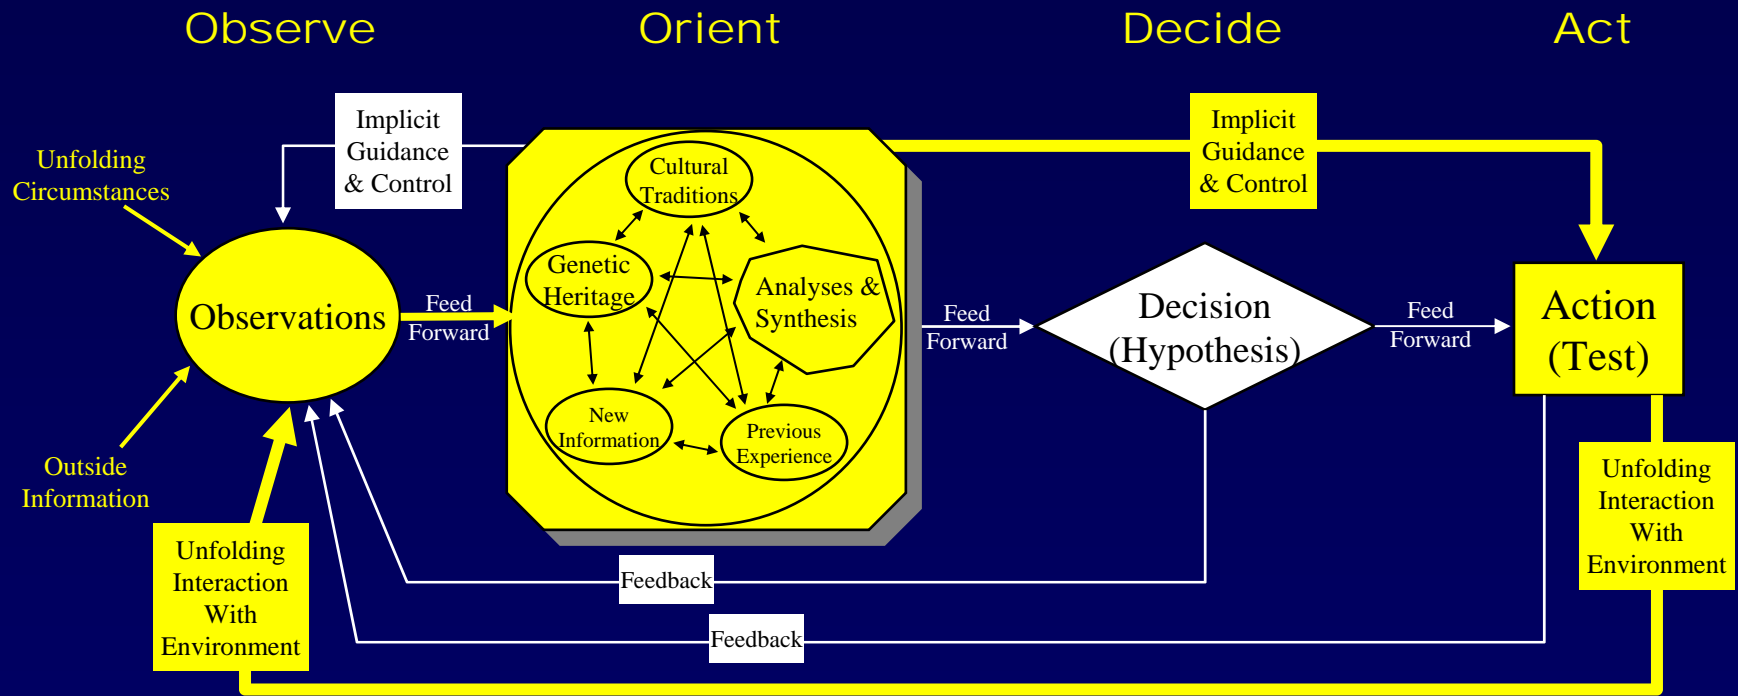 Observe
Orient
Decide
Act
Implicit
Guidance
& Control
Implicit
Guidance
& Control
Unfolding
Circumstances
Cultural
Traditions
Genetic
Heritage
Analyses &
Synthesis
Observations
Feed
Forward
Feed
Forward
Decision
(Hypothesis)
Feed
Forward
Action
(Test)
New
Information
Previous
Experience
Outside
Information
Unfolding
Interaction
With
Environment
Unfolding
Interaction
With
Environment
Feedback
Feedback